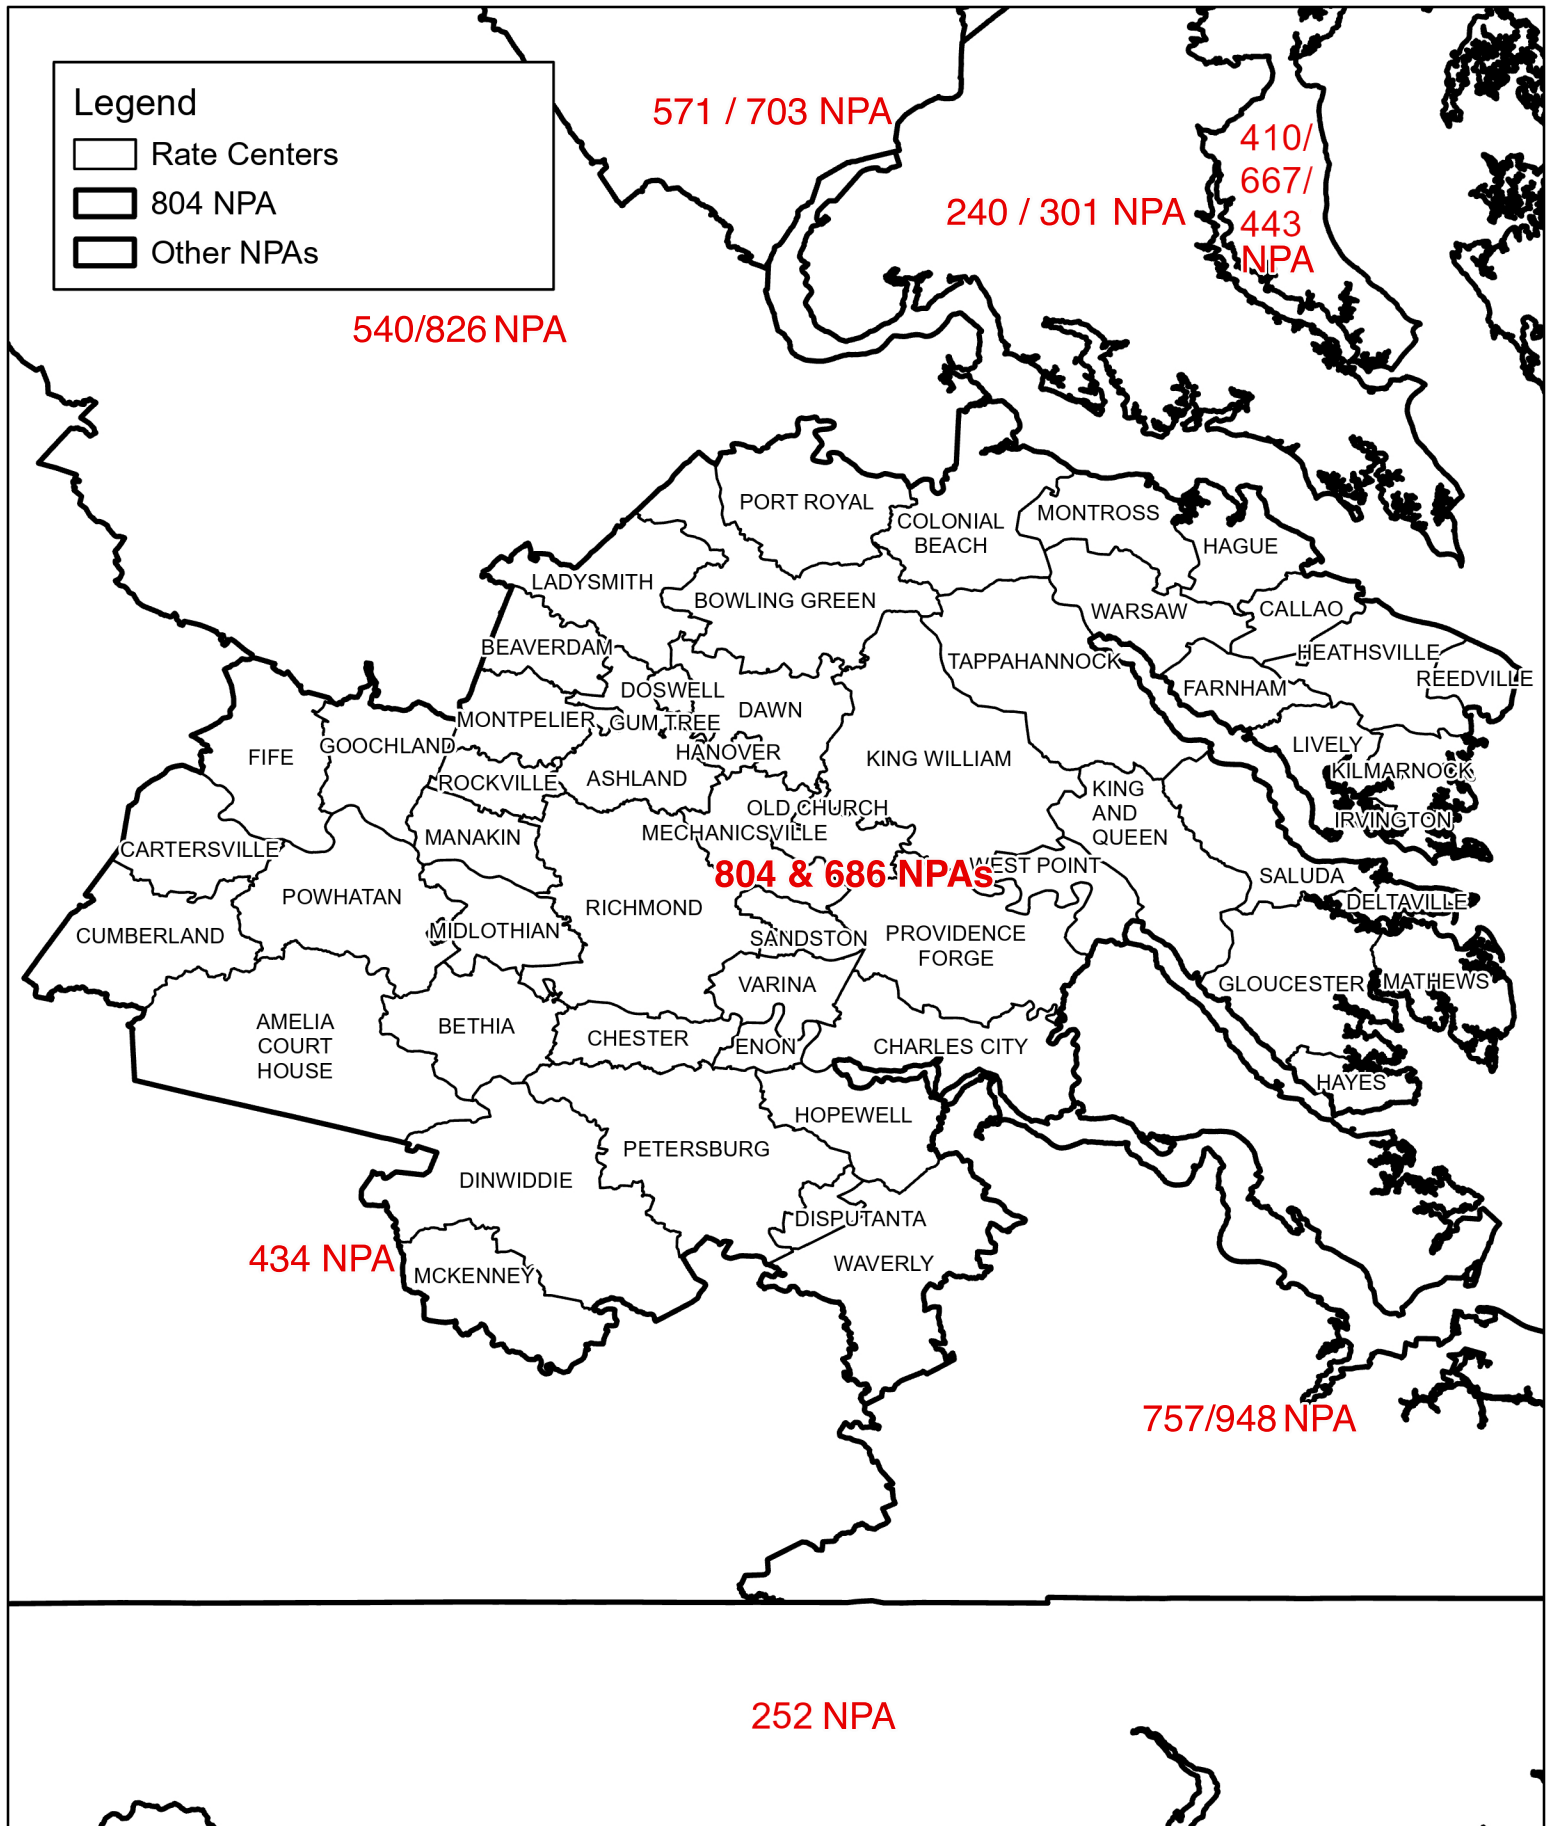 Legend
Rate Centers
804 NPA
Other NPAs
571 / 703 NPA
410/
667/
443
NPA
240 / 301 NPA
540/826 NPA
PORT ROYAL
COLONIAL
BEACH
MONTROSS
HAGUE
LADYSMITH
BOWLING GREEN
WARSAW
CALLAO
BEAVERDAM
TAPPAHANNOCK
HEATHSVILLE
REEDVILLE
DOSWELL
FARNHAM
DAWN
MONTPELIER
GUM TREE
GOOCHLAND
HANOVER
LIVELY
FIFE
KING WILLIAM
KILMARNOCK
ROCKVILLE
ASHLAND
KING
AND
QUEEN
OLD CHURCH
IRVINGTON
MANAKIN
MECHANICSVILLE
CARTERSVILLE
WEST POINT
804 & 686 NPAs
SALUDA
POWHATAN
DELTAVILLE
RICHMOND
MIDLOTHIAN
CUMBERLAND
SANDSTON
PROVIDENCE
FORGE
VARINA
GLOUCESTER
MATHEWS
AMELIA
COURT
HOUSE
BETHIA
CHESTER
ENON
CHARLES CITY
HAYES
HOPEWELL
PETERSBURG
DINWIDDIE
DISPUTANTA
434 NPA
WAVERLY
MCKENNEY
757/948 NPA
252 NPA